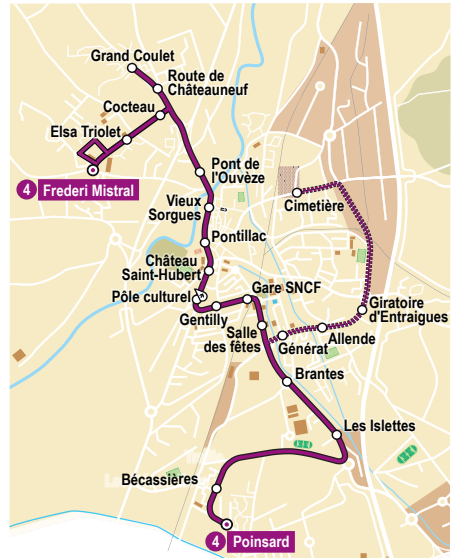 Grand Coulet
Route de
Châteauneuf
Cocteau
Elsa Triolet
4 Frederi Mistral
Pont de
l'Ouvèze
Vieux
Sorgues
Cimetière
Pontillac
Château
Saint-Hubert
Pôle culturel
Gare SNCF
Gentilly
Salle
des fêtes
Giratoire
d'Entraigues
Allende
Générat
Brantes
Les Islettes
Bécassières
4 Poinsard